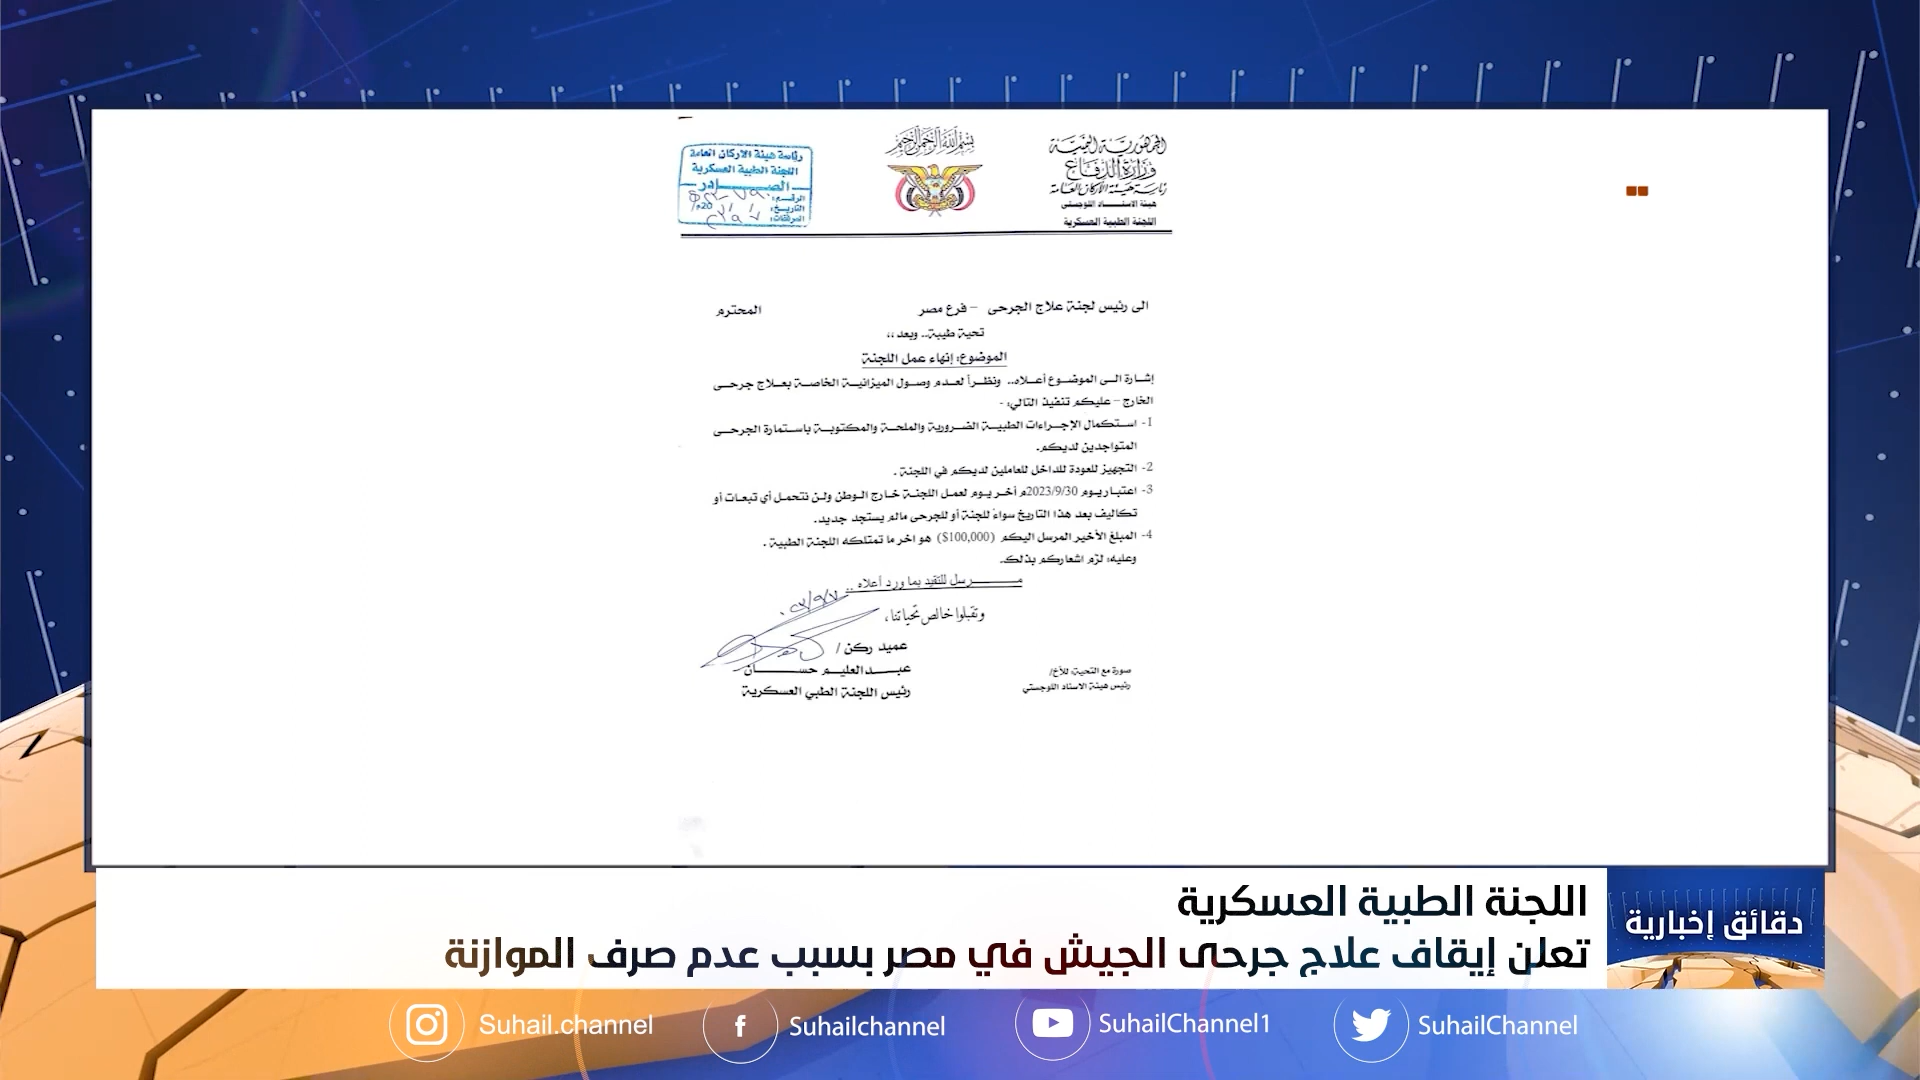 بسم الله الرحمن الرحيم
الجمهورية اليمنية
وزارة الدفاع
رئاسة هيئة الأركان العامة
هيئة الاسناد اللوجستي
اللجنة الطبية العسكرية
رئاسة هيئة الاركان العامة
اللجنة الطبية العسكرية
الصادر
الرقم:
التاريخ:
المرفقات:
الى رئيس لجنة علاج الجرحى – فرع مصر المحترم
تحية طيبة.. وبعد،،
الموضوع: إنهاء عمل اللجنة
إشارة الى الموضوع أعلاه.. ونظراً لعدم وصول الميزانية الخاصة بعلاج جرحى
الخارج – عليكم تنفيذ التالي: -
1- استكمال الإجراءات الطبية الضرورية والملحة والمكتوبة باستمارة الجرحى
المتواجدين لديكم.
2- التجهيز للعودة للداخل للعاملين لديكم في اللجنة .
3- اعتبار يوم 2023/9/30م أخر يوم لعمل اللجنة خارج الوطن ولن نتحمل أي تبعات أو
تكاليف بعد هذا التاريخ سواءً للجنة أو للجرحى مالم يستجد جديد.
4- المبلغ الأخير المرسل اليكم (100,000$) هو اخر ما تمتلكه اللجنة الطبية .
وعليه: لزم اشعاركم بذلك.
مرسل للتقيد بما ورد أعلاه ..
وتقبلوا خالص تحياتنا،
عميد ركن /
عبدالعليم حسان
رئيس اللجنة الطبي العسكرية
صورة مع التحية: للأخ/
رئيس هيئة الاسناد اللوجستي
اللجنة الطبية العسكرية
تعلن إيقاف علاج جرحى الجيش في مصر بسبب عدم صرف الموازنة
دقائق إخبارية
Suhail.channel
Suhailchannel
SuhailChannel1
SuhailChannel